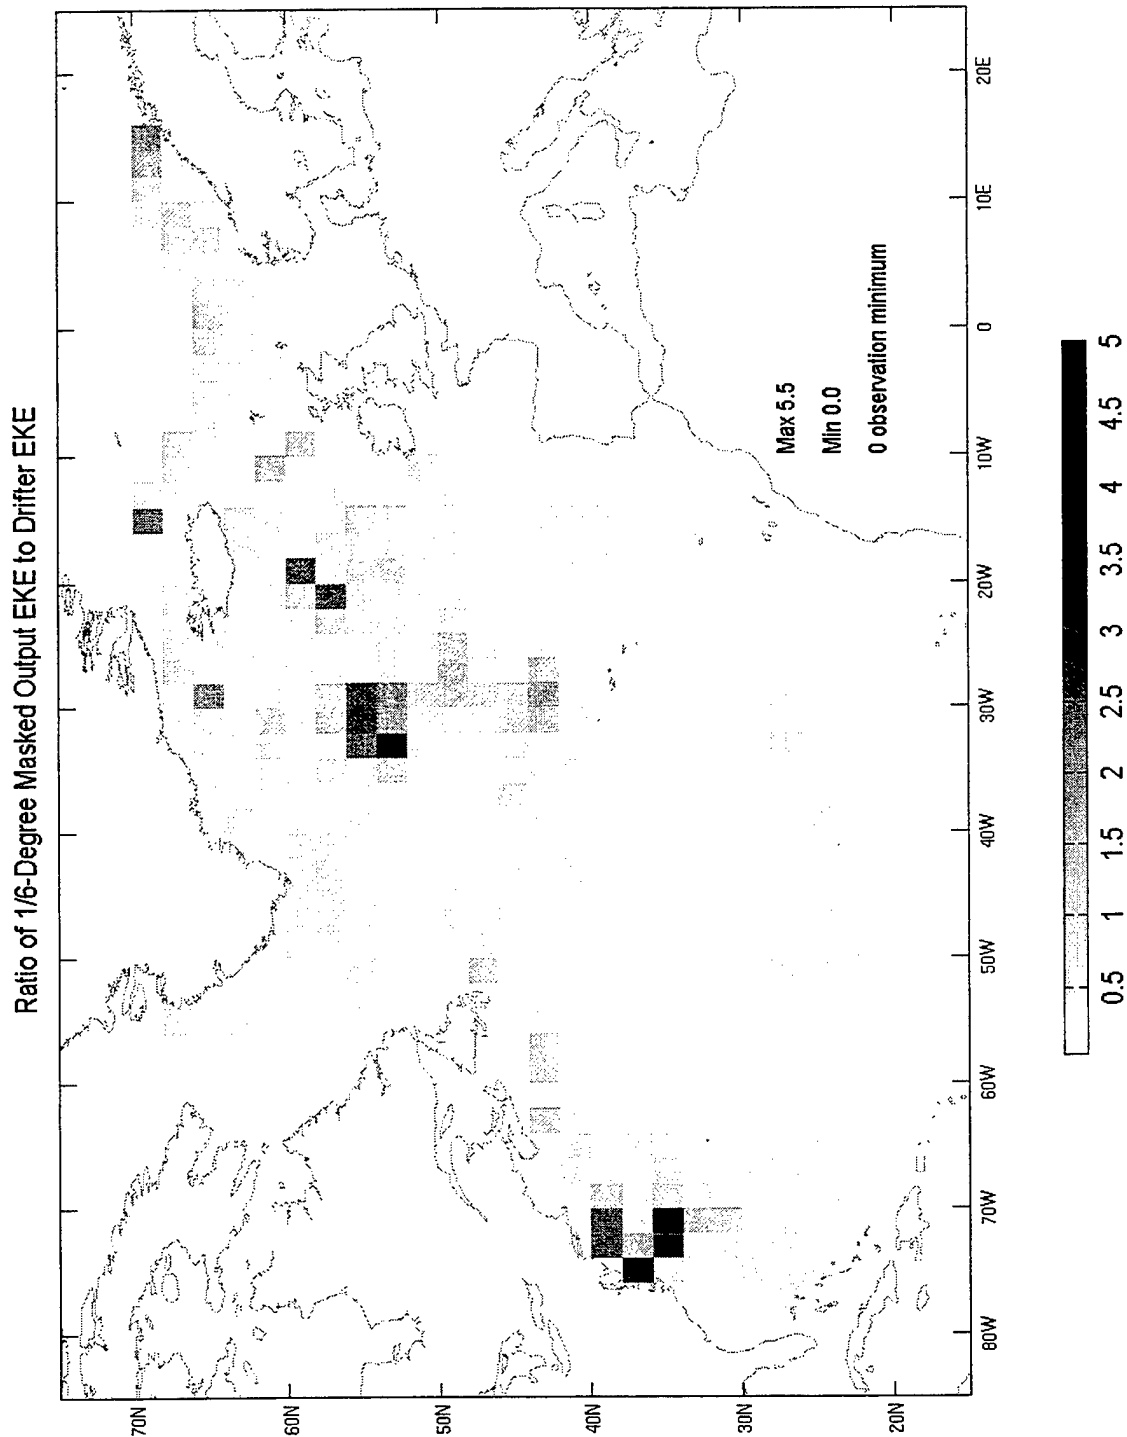 Ratio of 1/6-Degree Masked Output EKE to Drifter EKE
70N
60N
50N
40N
30N
20N
80W
70W
60W
50W
40W
30W
20W
10W
0
10E
20E
Max 5.5
Min 0.0
0 observation minimum
0.5
1
1.5
2
2.5
3
3.5
4
4.5
5